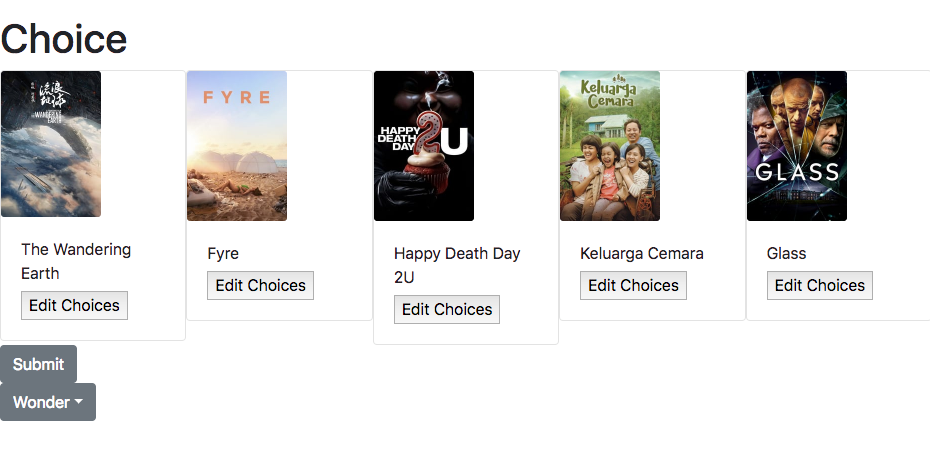 Choice
流浪
地球
THE
WANDERING
EARTH
FYRE
HAPPY
DEATH
DAY
2U
Keluarga
Cemara
GLASS
The Wandering
Earth
Edit Choices
Fyre
Edit Choices
Happy Death Day
2U
Edit Choices
Keluarga Cemara
Edit Choices
Glass
Edit Choices
Submit
Wonder